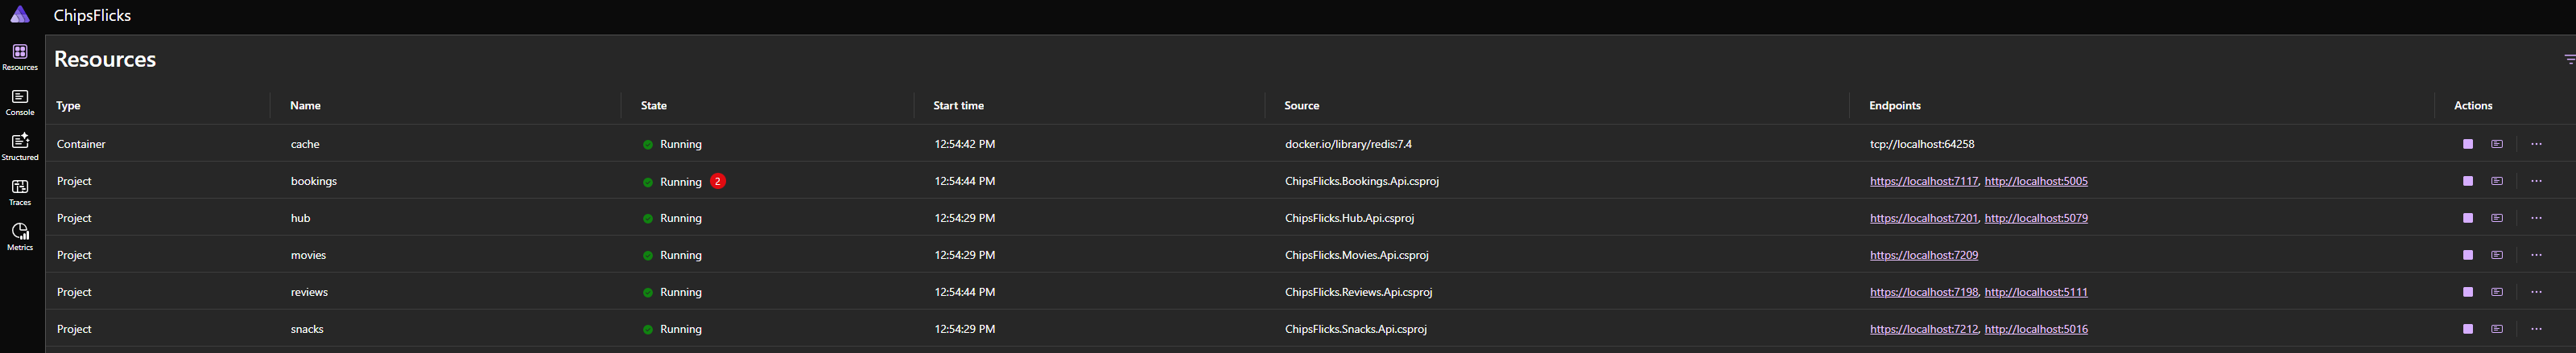 ChipsFlicks
Resources
Console
Structured
Traces
Metrics
Resources
Type Name State Start time Source Endpoints Actions
Container cache Running 12:54:42 PM docker.io/library/redis:7.4 tcp://localhost:64258
Project bookings Running 2 12:54:44 PM ChipsFlicks.Bookings.Api.csproj https://localhost:7117, http://localhost:5005
Project hub Running 12:54:29 PM ChipsFlicks.Hub.Api.csproj https://localhost:7201, http://localhost:5079
Project movies Running 12:54:29 PM ChipsFlicks.Movies.Api.csproj https://localhost:7209
Project reviews Running 12:54:44 PM ChipsFlicks.Reviews.Api.csproj https://localhost:7198, http://localhost:5111
Project snacks Running 12:54:29 PM ChipsFlicks.Snacks.Api.csproj https://localhost:7212, http://localhost:5016